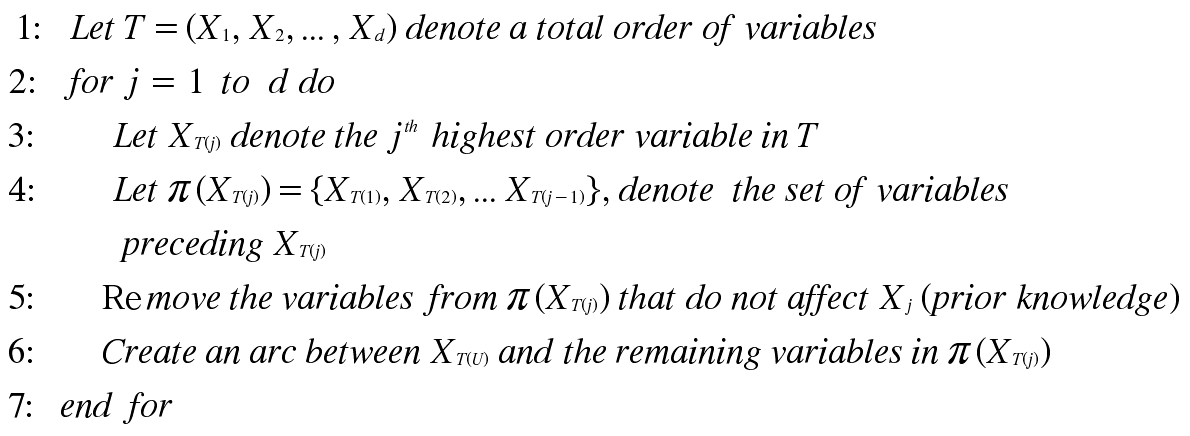 1: Let T = (X₁, X₂, ... , X_d) denote a total order of variables
2: for j = 1 to d do
3: Let X_T(j) denote the jᵗʰ highest order variable in T
4: Let π(X_T(j)) = {X_T(1), X_T(2), ... X_T(j−1)}, denote the set of variables
preceding X_T(j)
5: Remove the variables from π(X_T(j)) that do not affect X_j (prior knowledge)
6: Create an arc between X_T(U) and the remaining variables in π(X_T(j))
7: end for